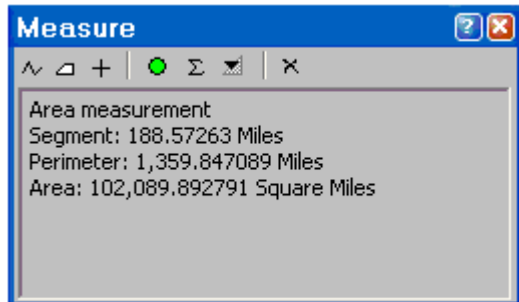 Measure
Σ
Area measurement
Segment: 188.57263 Miles
Perimeter: 1,359.847089 Miles
Area: 102,089.892791 Square Miles